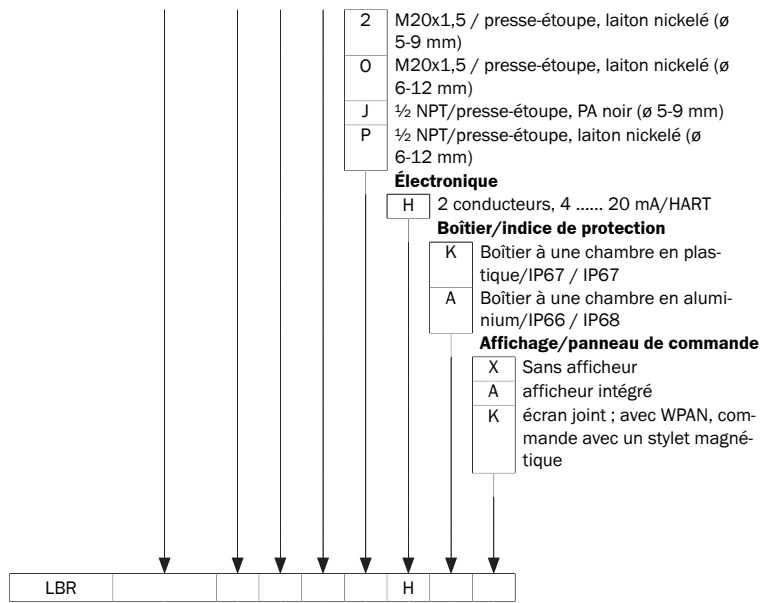 2 M20x1,5 / presse-étoupe, laiton nickelé (ø
5-9 mm)
O M20x1,5 / presse-étoupe, laiton nickelé (ø
6-12 mm)
J ½ NPT/presse-étoupe, PA noir (ø 5-9 mm)
P ½ NPT/presse-étoupe, laiton nickelé (ø
6-12 mm)
Électronique
H 2 conducteurs, 4 ...... 20 mA/HART
Boîtier/indice de protection
K Boîtier à une chambre en plas-
tique/IP67 / IP67
A Boîtier à une chambre en alumi-
nium/IP66 / IP68
Affichage/panneau de commande
X Sans afficheur
A afficheur intégré
K écran joint ; avec WPAN, com-
mande avec un stylet magné-
tique
LBR H